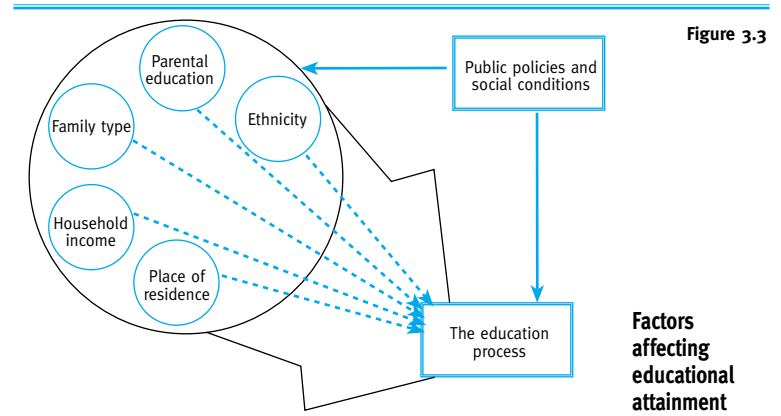 Figure 3.3
Parental
education
Public policies and
social conditions
Ethnicity
Family type
Household
income
Place of
residence
The education
process
Factors
affecting
educational
attainment